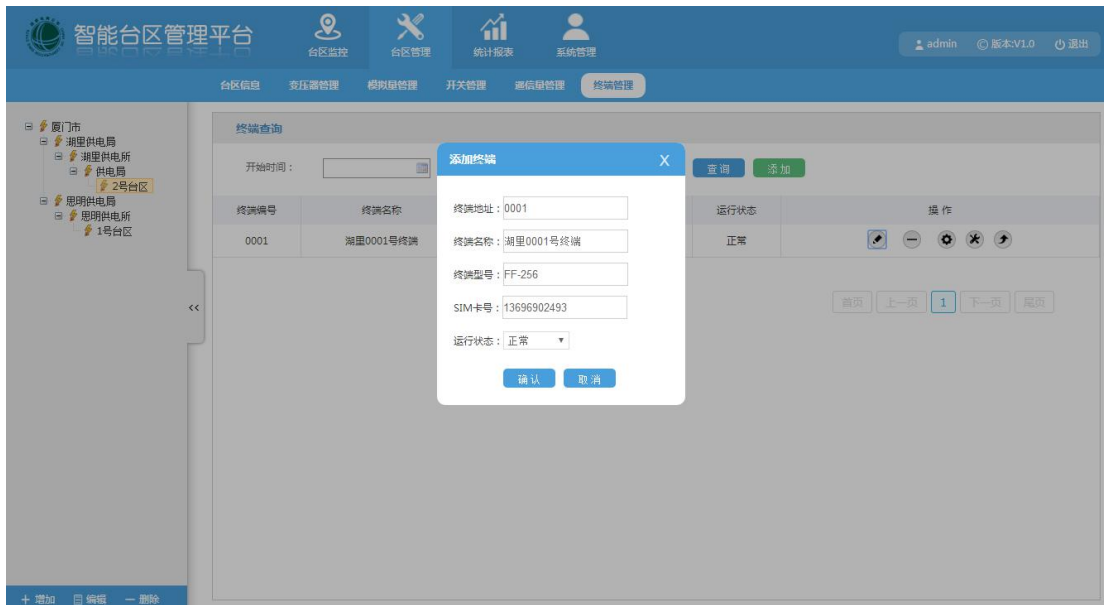 智能台区管理平台
台区监控 台区管理 统计报表 系统管理
admin 版本:V1.0 退出
台区信息 变压器管理 模拟量管理 开关管理 通信量管理 终端管理
厦门市
湖里供电局
湖里供电所
供电局
2号台区
思明供电局
思明供电所
1号台区
<<
+ 增加 编辑 — 删除
终端查询
开始时间:
查询 添加
终端编号 终端名称 运行状态 操作
0001 湖里0001号终端 正常
首页 上一页 1 下一页 尾页
添加终端 X
终端地址:0001
终端名称:湖里0001号终端
终端型号:FF-256
SIM卡号:13696902493
运行状态:正常
确认 取消